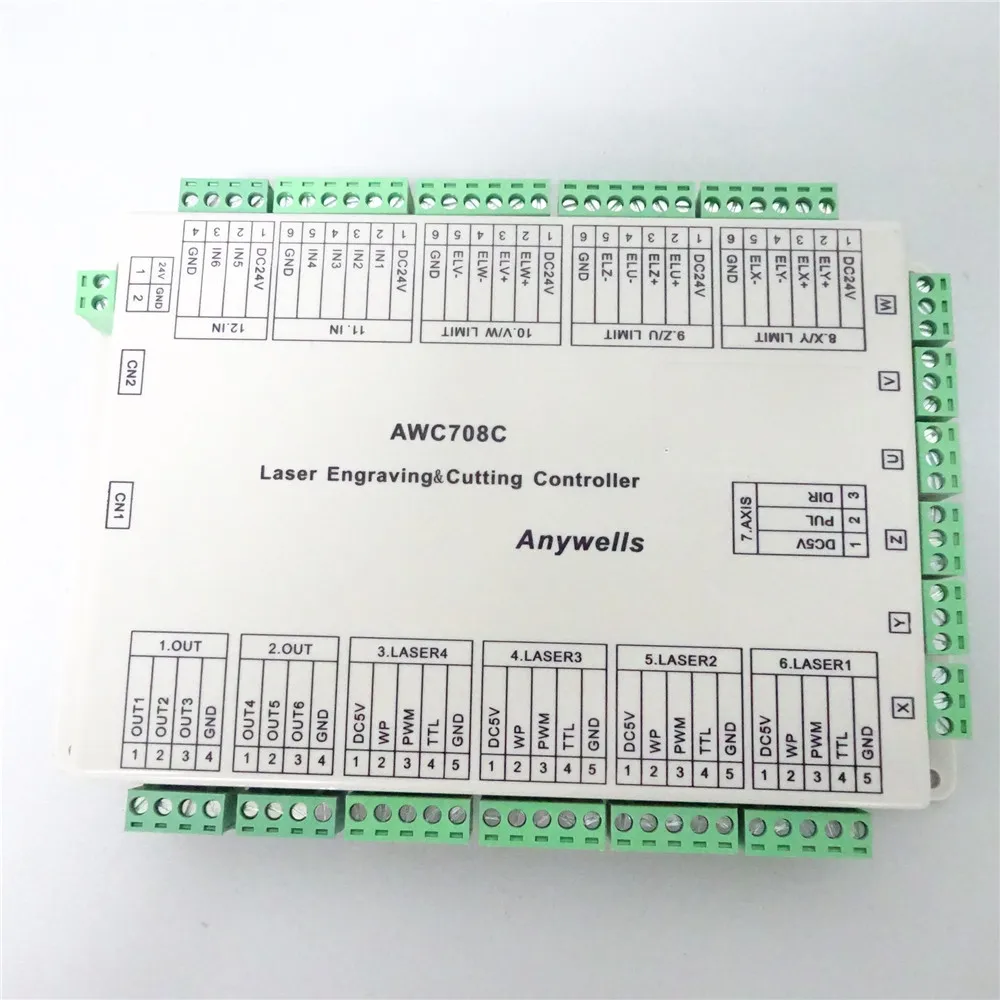 1 24V
2 GND
4 3 2 1
GND IN6 IN5 DC24V
12.IN
6 5 4 3 2 1
GND IN4 IN3 IN2 IN1 DC24V
11.IN
6 5 4 3 2 1
GND ELV- ELW- ELV+ ELW+ DC24V
10.V/W LIMIT
6 5 4 3 2 1
GND ELZ- ELU- ELZ+ ELU+ DC24V
9.Z/U LIMIT
6 5 4 3 2 1
GND ELX- ELY- ELX+ ELY+ DC24V
8.X/Y LIMIT
W
V
U
Z
Y
X
CN2
CN1
AWC708C
Laser Engraving&Cutting Controller
Anywells
7.AXIS
DIR 3
PUL 2
DC5V 1
1.OUT
OUT1 OUT2 OUT3 GND
1 2 3 4
2.OUT
OUT4 OUT5 OUT6 GND
1 2 3 4
3.LASER4
DC5V WP PWM TTL GND
1 2 3 4 5
4.LASER3
DC5V WP PWM TTL GND
1 2 3 4 5
5.LASER2
DC5V WP PWM TTL GND
1 2 3 4 5
6.LASER1
DC5V WP PWM TTL GND
1 2 3 4 5